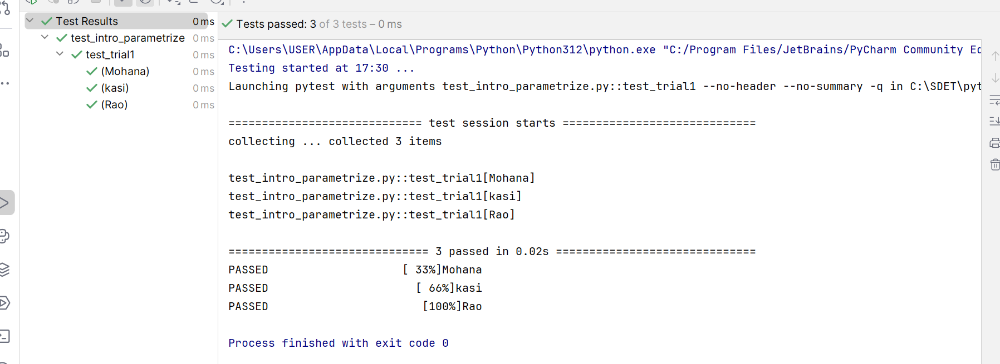 Test Results 0 ms
test_intro_parametrize 0 ms
test_trial1 0 ms
(Mohana) 0 ms
(kasi) 0 ms
(Rao) 0 ms
Tests passed: 3 of 3 tests – 0 ms
C:\Users\USER\AppData\Local\Programs\Python\Python312\python.exe "C:/Program Files/JetBrains/PyCharm Community Ed
Testing started at 17:30 ...
Launching pytest with arguments test_intro_parametrize.py::test_trial1 --no-header --no-summary -q in C:\SDET\pyt
============================= test session starts =============================
collecting ... collected 3 items
test_intro_parametrize.py::test_trial1[Mohana]
test_intro_parametrize.py::test_trial1[kasi]
test_intro_parametrize.py::test_trial1[Rao]
============================== 3 passed in 0.02s ==============================
PASSED [ 33%]Mohana
PASSED [ 66%]kasi
PASSED [100%]Rao
Process finished with exit code 0